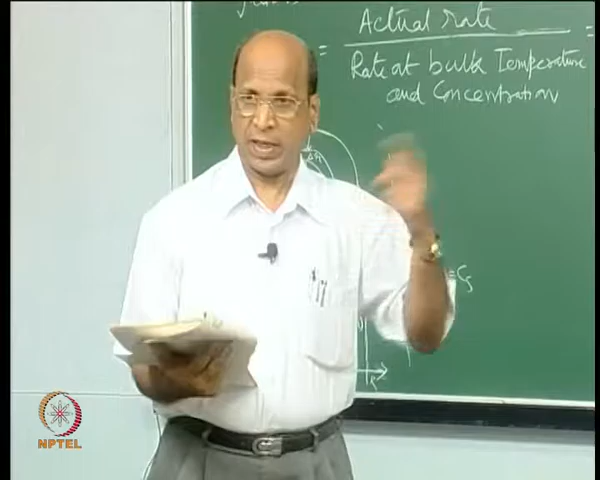 Actual rate
=
Rate at bulk Temperature
and Concentration
NPTEL